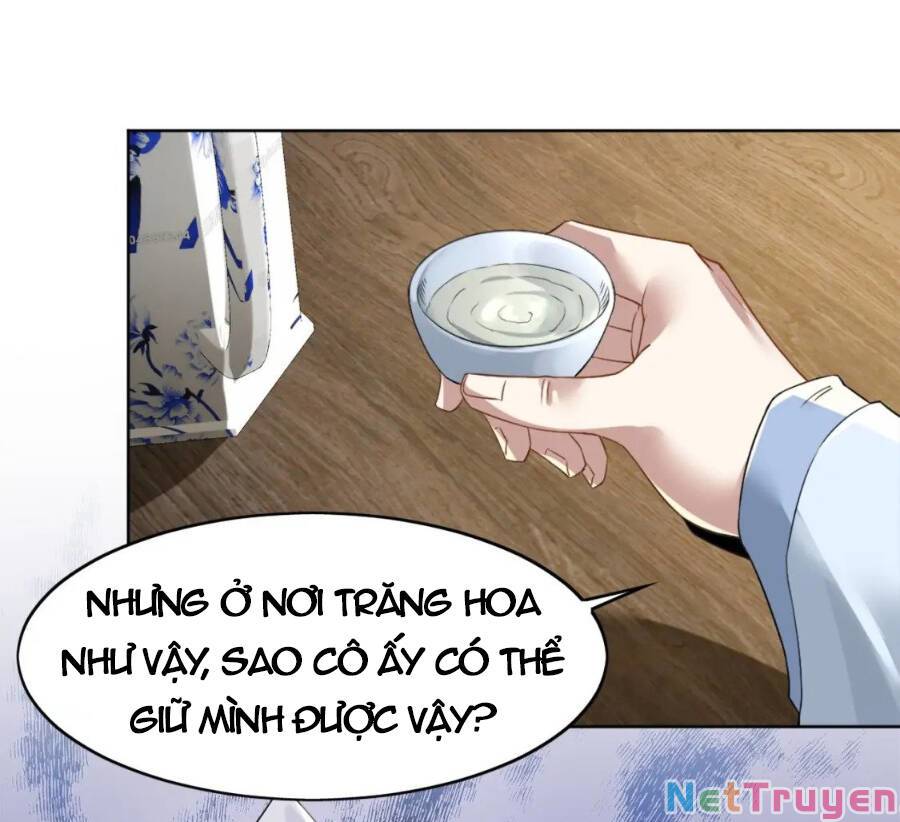 NHƯNG Ở NƠI TRĂNG HOA
NHƯ VẬY, SAO CÔ ẤY CÓ THỂ
GIỮ MÌNH ĐƯỢC VẬY?
NetTruyen